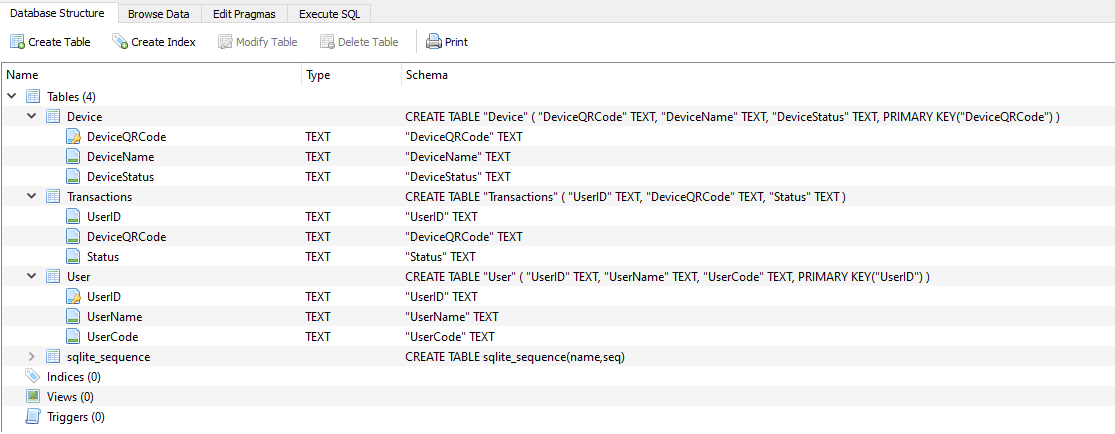 Database Structure Browse Data Edit Pragmas Execute SQL
Create Table Create Index Modify Table Delete Table Print
Name Type Schema
Tables (4)
Device CREATE TABLE "Device" ( "DeviceQRCode" TEXT, "DeviceName" TEXT, "DeviceStatus" TEXT, PRIMARY KEY("DeviceQRCode") )
DeviceQRCode TEXT "DeviceQRCode" TEXT
DeviceName TEXT "DeviceName" TEXT
DeviceStatus TEXT "DeviceStatus" TEXT
Transactions CREATE TABLE "Transactions" ( "UserID" TEXT, "DeviceQRCode" TEXT, "Status" TEXT )
UserID TEXT "UserID" TEXT
DeviceQRCode TEXT "DeviceQRCode" TEXT
Status TEXT "Status" TEXT
User CREATE TABLE "User" ( "UserID" TEXT, "UserName" TEXT, "UserCode" TEXT, PRIMARY KEY("UserID") )
UserID TEXT "UserID" TEXT
UserName TEXT "UserName" TEXT
UserCode TEXT "UserCode" TEXT
sqlite_sequence CREATE TABLE sqlite_sequence(name,seq)
Indices (0)
Views (0)
Triggers (0)